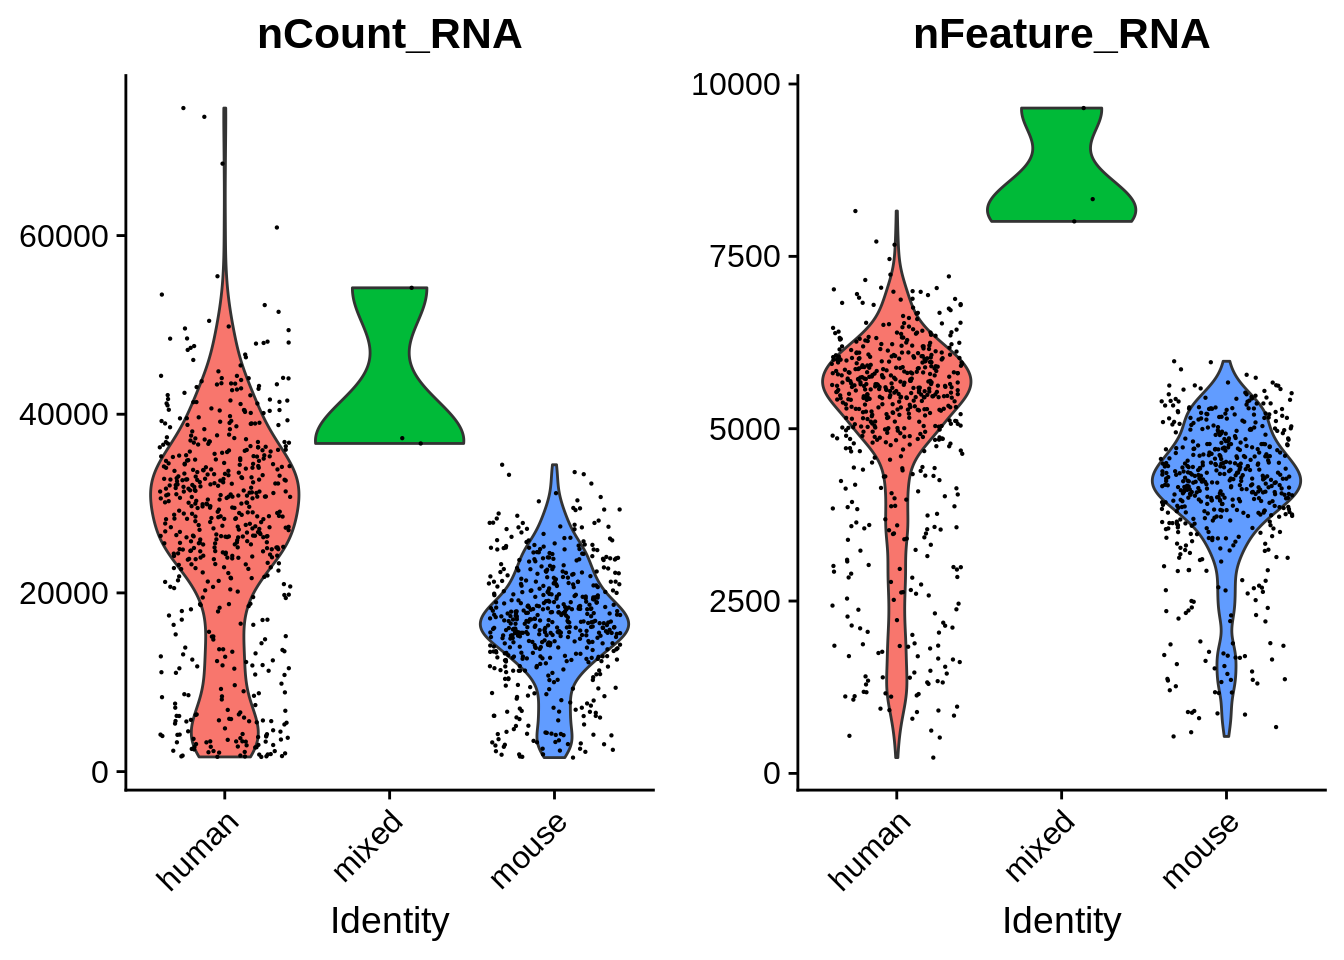 nCount_RNA
60000
40000
20000
0
human
mixed
mouse
Identity
nFeature_RNA
10000
7500
5000
2500
0
human
mixed
mouse
Identity